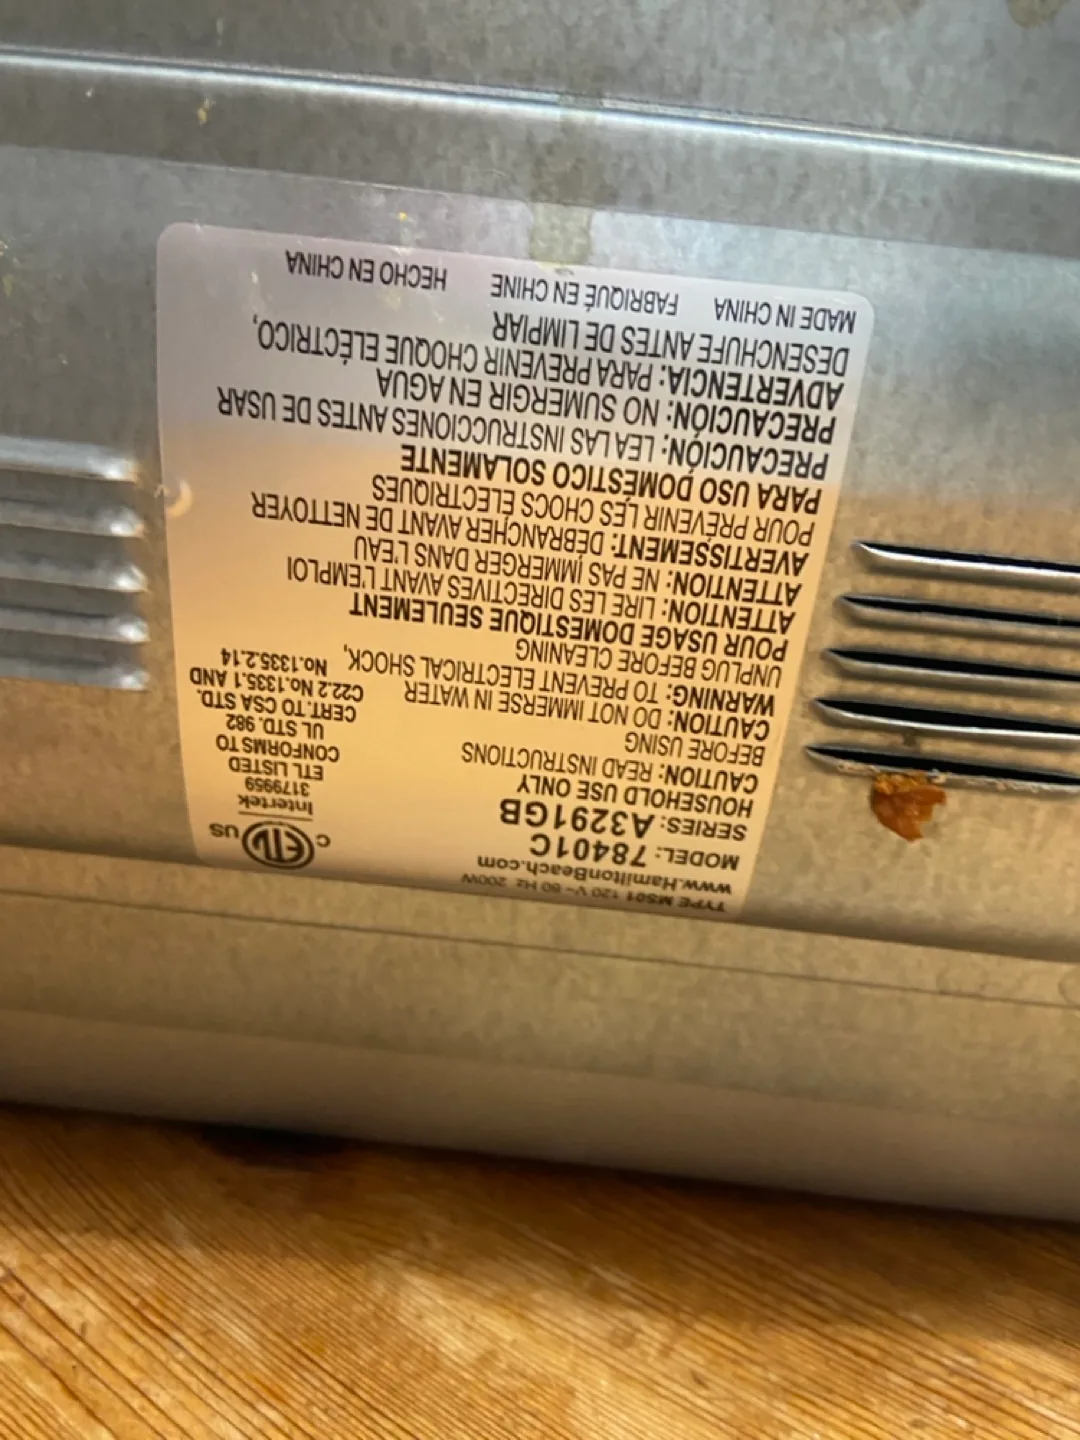 TYPE MS01 120 V~ 60 Hz 200W
www.HamiltonBeach.com
MODEL: 78401C
SERIES: A3291GB
HOUSEHOLD USE ONLY
CAUTION: READ INSTRUCTIONS
BEFORE USING
CAUTION: DO NOT IMMERSE IN WATER
WARNING: TO PREVENT ELECTRICAL SHOCK,
UNPLUG BEFORE CLEANING
C ETL US
Intertek
3179959
ETL LISTED
CONFORMS TO
UL STD. 982
CERT. TO CSA STD.
C22.2 No.1335.1 AND
No.1335.2.14
POUR USAGE DOMESTIQUE SEULEMENT
ATTENTION: LIRE LES DIRECTIVES AVANT L'EMPLOI
ATTENTION: NE PAS IMMERGER DANS L'EAU
AVERTISSEMENT: DÉBRANCHER AVANT DE NETTOYER
POUR PRÉVENIR LES CHOCS ÉLECTRIQUES
PARA USO DOMÉSTICO SOLAMENTE
PRECAUCIÓN: LEA LAS INSTRUCCIONES ANTES DE USAR
PRECAUCIÓN: NO SUMERGIR EN AGUA
ADVERTENCIA: PARA PREVENIR CHOQUE ELÉCTRICO,
DESENCHUFE ANTES DE LIMPIAR
MADE IN CHINA FABRIQUÉ EN CHINE HECHO EN CHINA